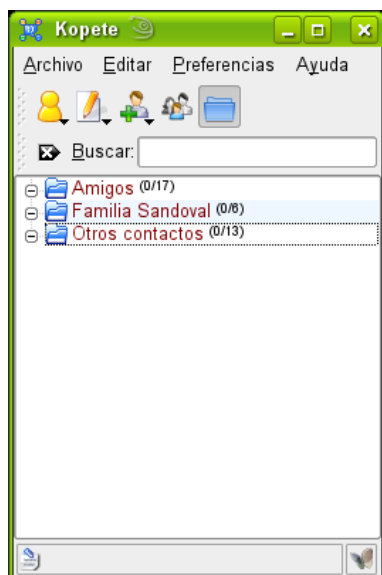 Kopete
Archivo Editar Preferencias Ayuda
Buscar:
Amigos (0/17)
Familia Sandoval (0/6)
Otros contactos (0/13)